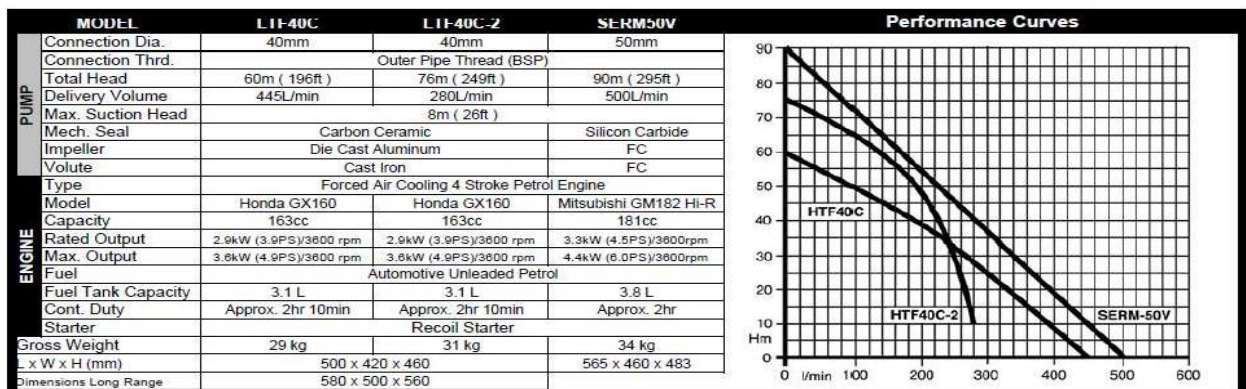 MODEL LTF40C LTF40C-2 SERM50V Performance Curves
PUMP
Connection Dia. 40mm 40mm 50mm
Connection Thrd. Outer Pipe Thread (BSP)
Total Head 60m ( 196ft ) 76m ( 249ft ) 90m ( 295ft )
Delivery Volume 445L/min 280L/min 500L/min
Max. Suction Head 8m ( 26ft )
Mech. Seal Carbon Ceramic Silicon Carbide
Impeller Die Cast Aluminum FC
Volute Cast Iron FC
ENGINE
Type Forced Air Cooling 4 Stroke Petrol Engine
Model Honda GX160 Honda GX160 Mitsubishi GM182 Hi-R
Capacity 163cc 163cc 181cc
Rated Output 2.9kW (3.9PS)/3600 rpm 2.9kW (3.9PS)/3600 rpm 3.3kW (4.5PS)/3600rpm
Max. Output 3.6kW (4.9PS)/3600 rpm 3.6kW (4.9PS)/3600 rpm 4.4kW (6.0PS)/3600rpm
Fuel Automotive Unleaded Petrol
Fuel Tank Capacity 3.1 L 3.1 L 3.8 L
Cont. Duty Approx. 2hr 10min Approx. 2hr 10min Approx. 2hr
Starter Recoil Starter
Gross Weight 29 kg 31 kg 34 kg
L x W x H (mm) 500 x 420 x 460 565 x 460 x 483
Dimensions Long Range 580 x 500 x 560
90
80
70
60
50
40
30
20
10
Hm
0
HTF40C
HTF40C-2
SERM-50V
0 l/min 100 200 300 400 500 600